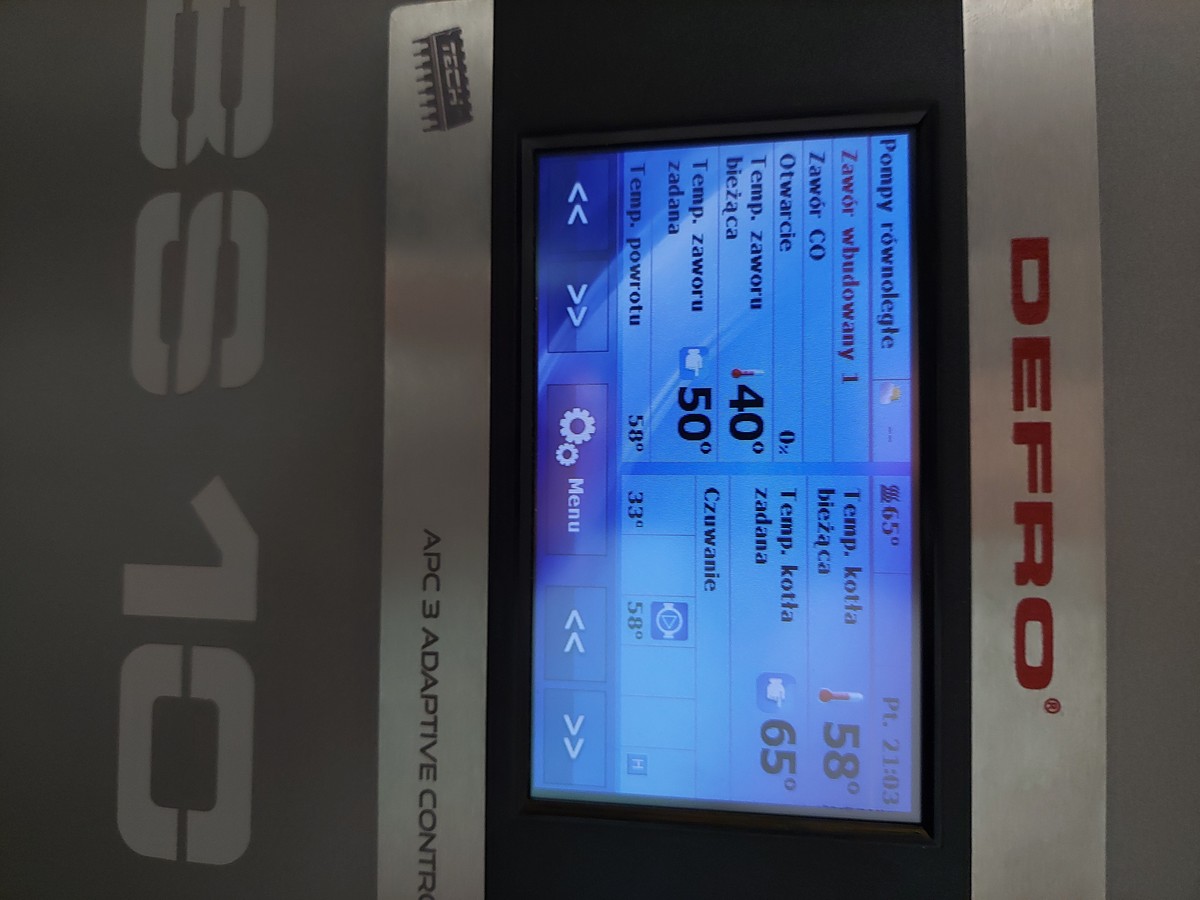 DEFRO®
Pompy równoległe
--
65°
Pt. 21:03
Zawór wbudowany 1
Zawór CO
Otwarcie
0%
Temp. zaworu
bieżąca
40°
Temp. zaworu
zadana
50°
Temp. powrotu
58°
Temp. kotła
bieżąca
58°
Temp. kotła
zadana
65°
Czuwanie
33°
58°
H
<<
>>
Menu
<<
>>
TECH
APC 3 ADAPTIVE CONTRO
BS 10